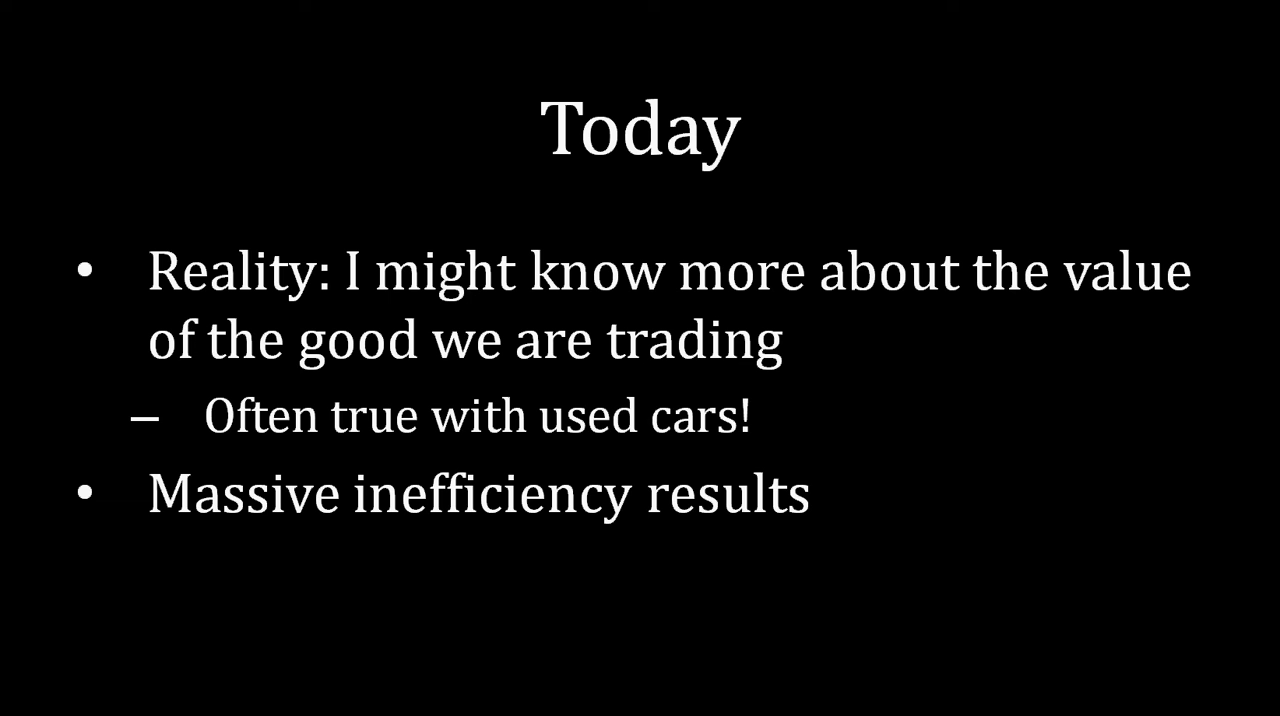 Today
• Reality: I might know more about the value
of the good we are trading
– Often true with used cars!
• Massive inefficiency results